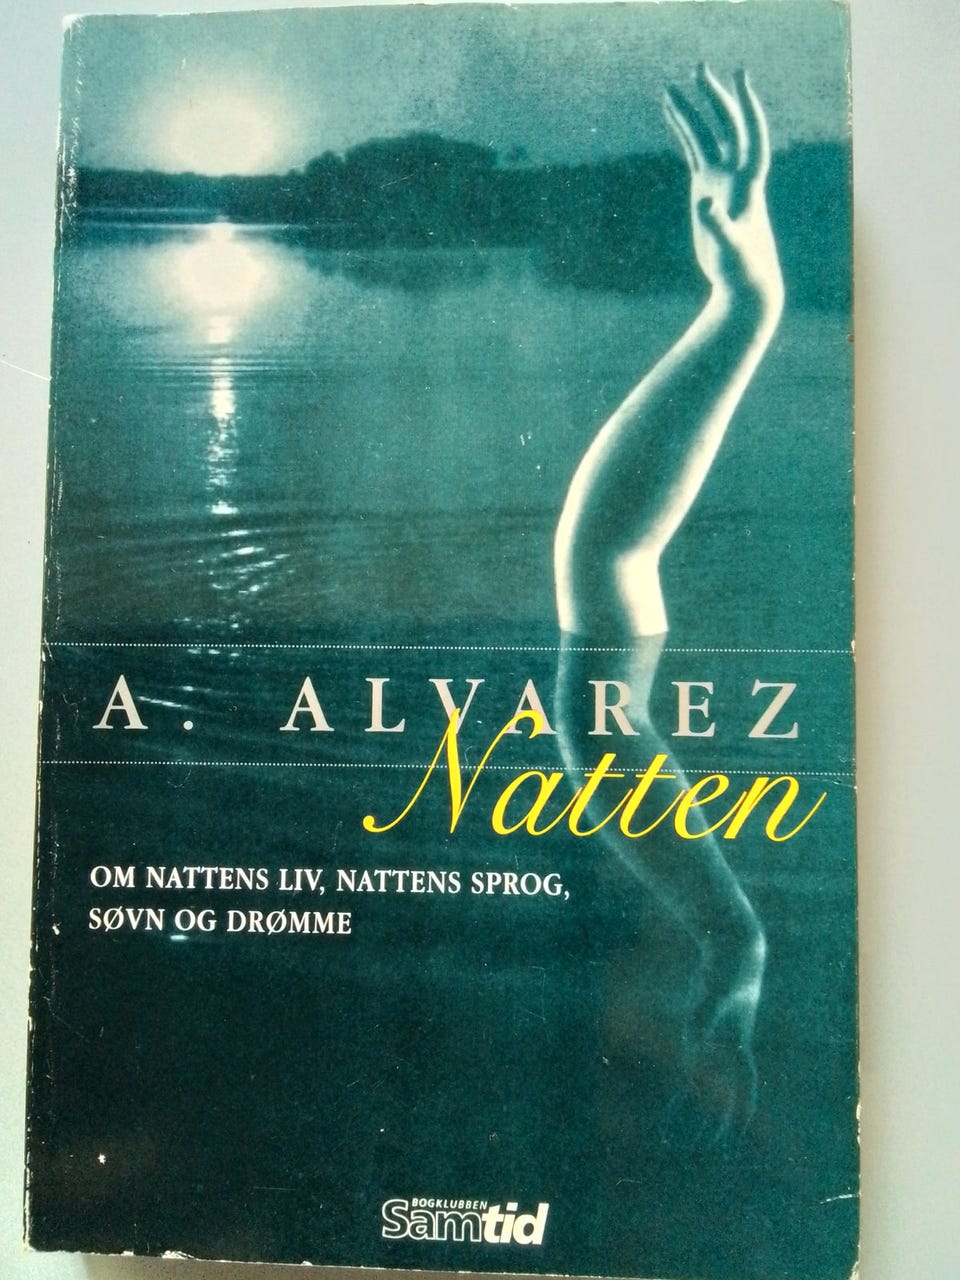 A. ALVAREZ
Natten
OM NATTENS LIV, NATTENS SPROG,
SØVN OG DRØMME
BOGKLUBBEN
Samtid